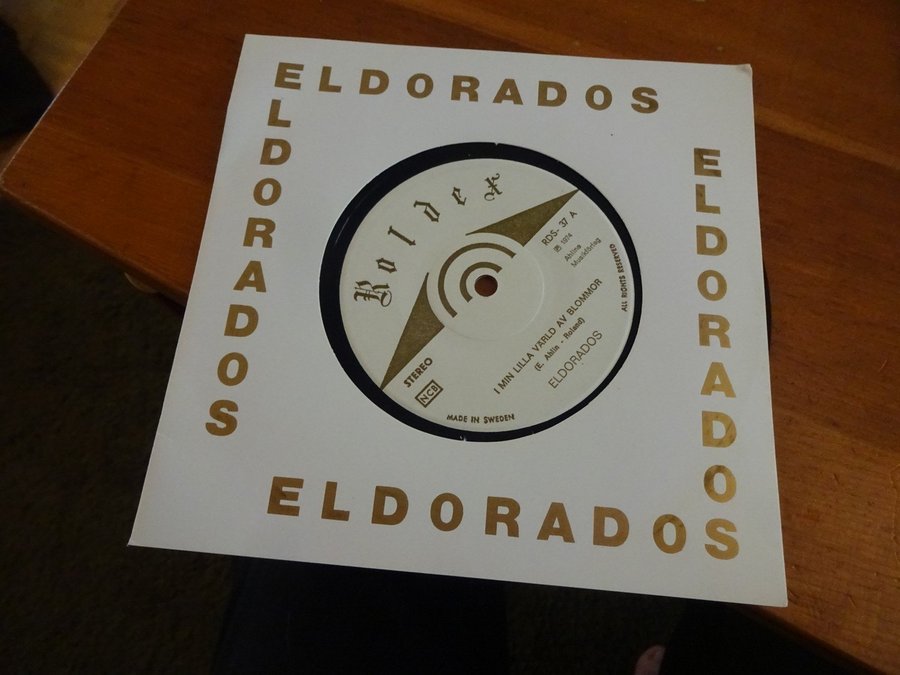 ELDORADOS
ELDORADOS
Roldex
RDS- 37 A
℗ 1974
Ahlins
Musikförlag
ALL RIGHTS RESERVED
I MIN LILLA VÄRLD AV BLOMMOR
(E. Ahlin - Roland)
ELDORADOS
STEREO
NCB
MADE IN SWEDEN
ELDORADOS
ELDORADOS